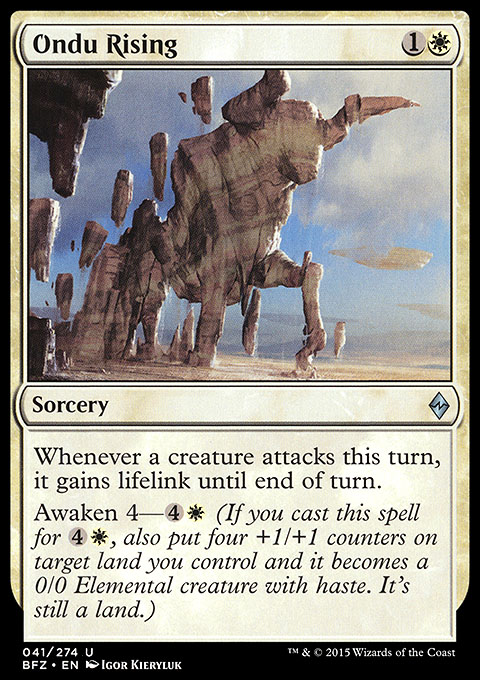 Ondu Rising 1
Sorcery
Whenever a creature attacks this turn,
it gains lifelink until end of turn.
Awaken 4—4 (If you cast this spell
for 4, also put four +1/+1 counters on
target land you control and it becomes a
0/0 Elemental creature with haste. It's
still a land.)
041/274 U
BFZ • EN Igor Kieryluk
™ & © 2015 Wizards of the Coast